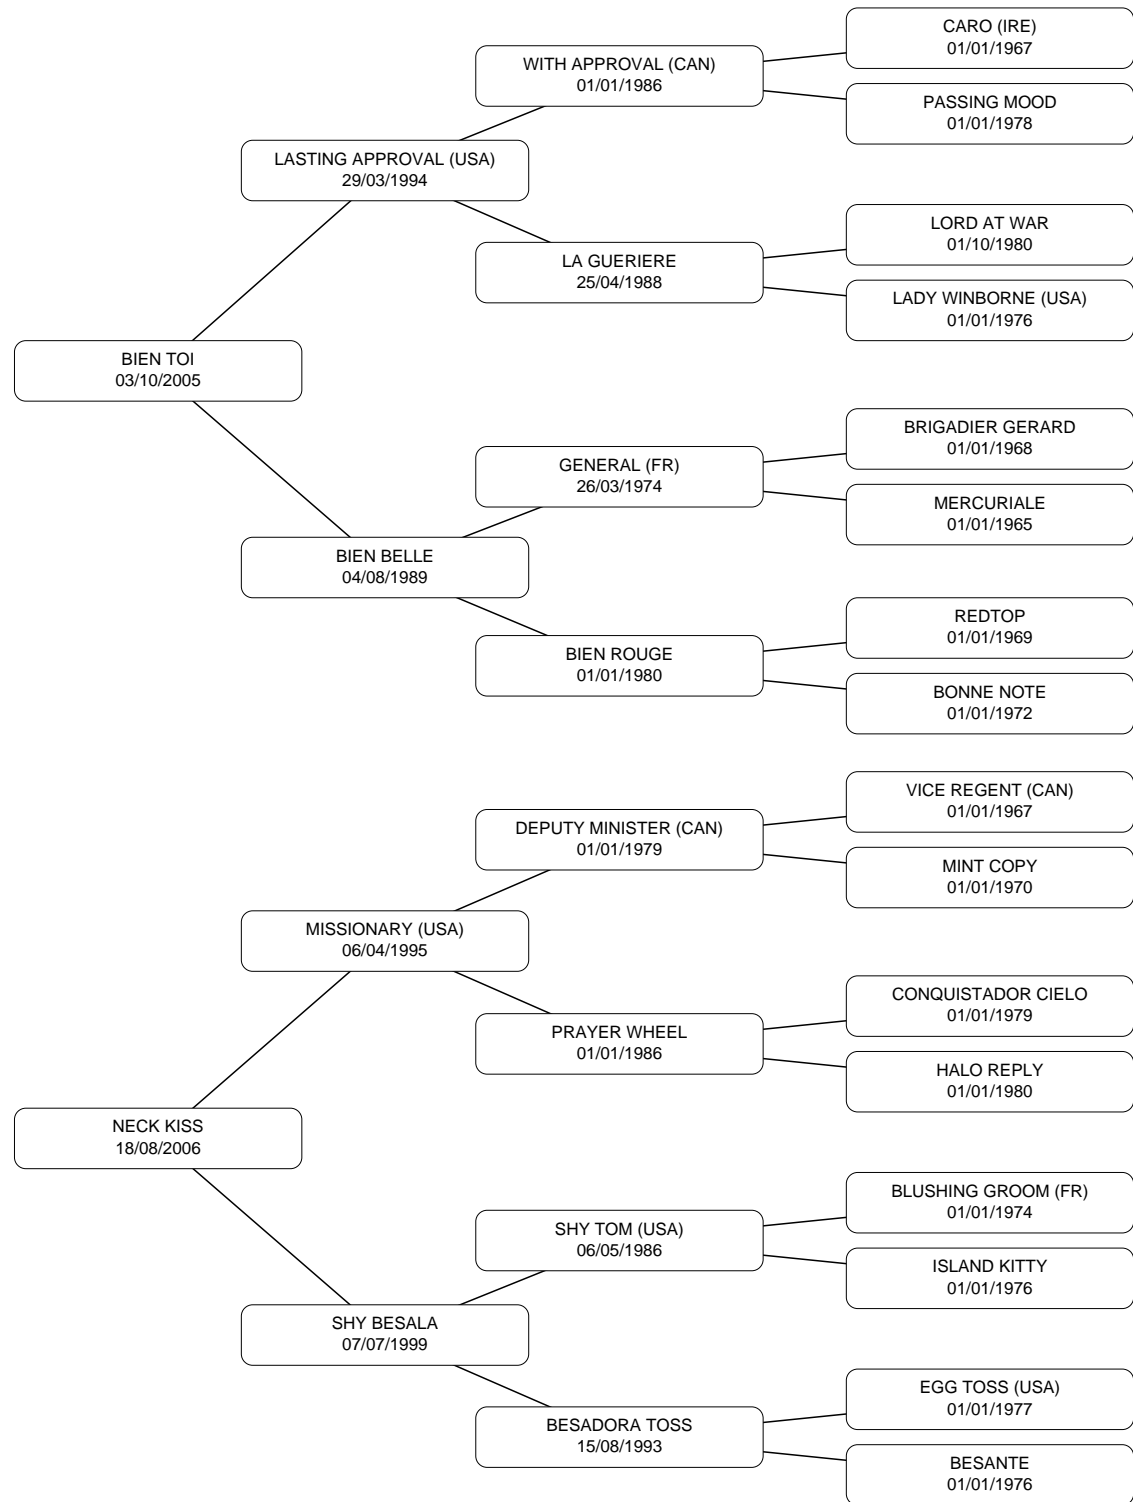 CARO (IRE)
01/01/1967
WITH APPROVAL (CAN)
01/01/1986
PASSING MOOD
01/01/1978
LASTING APPROVAL (USA)
29/03/1994
LORD AT WAR
01/10/1980
LA GUERIERE
25/04/1988
LADY WINBORNE (USA)
01/01/1976
BIEN TOI
03/10/2005
BRIGADIER GERARD
01/01/1968
GENERAL (FR)
26/03/1974
MERCURIALE
01/01/1965
BIEN BELLE
04/08/1989
REDTOP
01/01/1969
BIEN ROUGE
01/01/1980
BONNE NOTE
01/01/1972
VICE REGENT (CAN)
01/01/1967
DEPUTY MINISTER (CAN)
01/01/1979
MINT COPY
01/01/1970
MISSIONARY (USA)
06/04/1995
CONQUISTADOR CIELO
01/01/1979
PRAYER WHEEL
01/01/1986
HALO REPLY
01/01/1980
NECK KISS
18/08/2006
BLUSHING GROOM (FR)
01/01/1974
SHY TOM (USA)
06/05/1986
ISLAND KITTY
01/01/1976
SHY BESALA
07/07/1999
EGG TOSS (USA)
01/01/1977
BESADORA TOSS
15/08/1993
BESANTE
01/01/1976